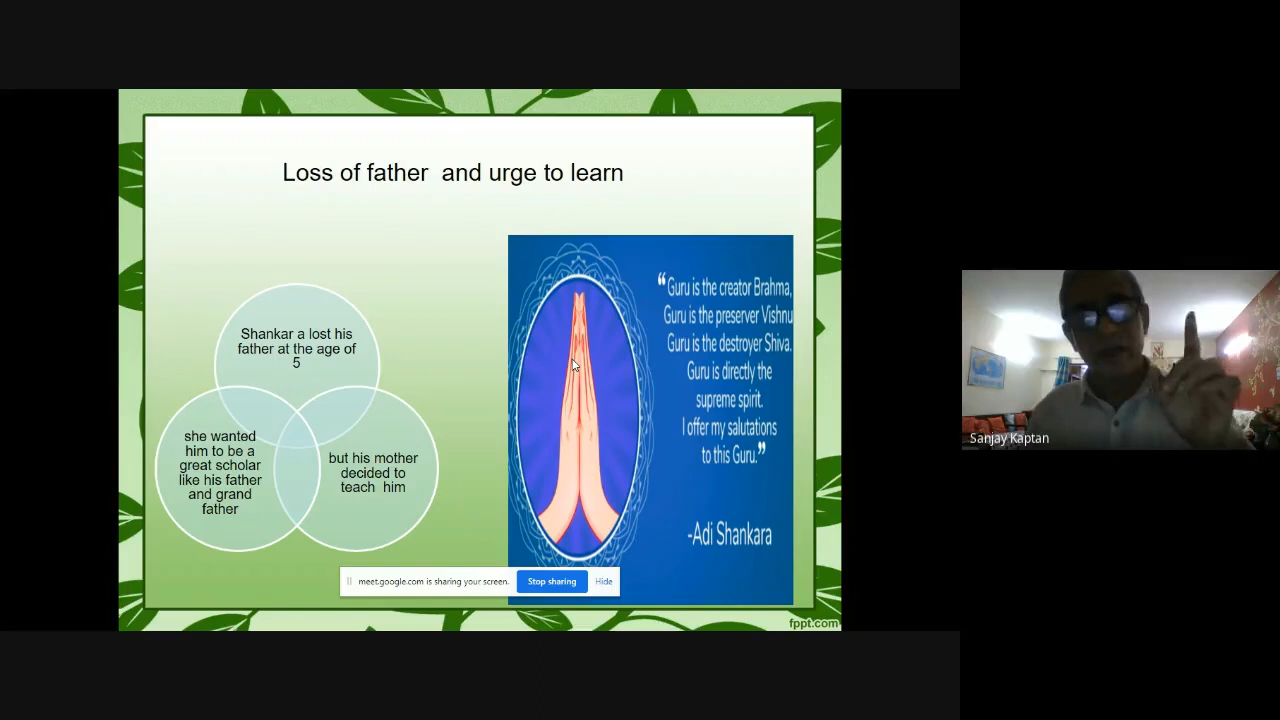 Loss of father  and urge to learn
Shankar a lost his
father at the age of
5
she wanted
him to be a
great scholar
like his father
and grand
father
but his mother
decided to
teach  him
“Guru is the creator Brahma,
Guru is the preserver Vishnu
Guru is the destroyer Shiva.
Guru is directly the
supreme spirit.
I offer my salutations
to this Guru.”
-Adi Shankara
meet.google.com is sharing your screen.
Stop sharing
Hide
fppt.com
Sanjay Kaptan